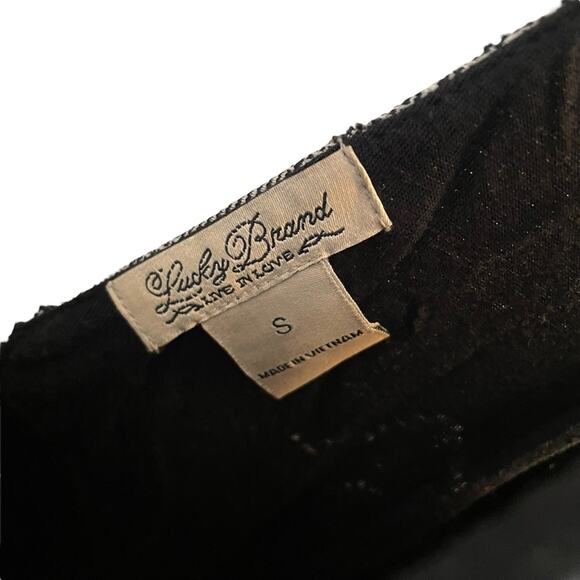 Lucky Brand
LIVE IN LOVE
S
MADE IN VIETNAM